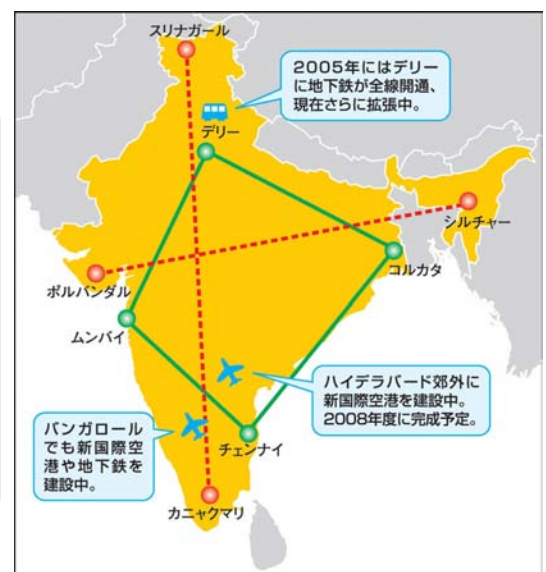 スリナガール
2005年にはデリー
に地下鉄が全線開通、
現在さらに拡張中。
デリー
シルチャー
コルカタ
ポルバンダル
ムンバイ
ハイデラバード郊外に
新国際空港を建設中。
2008年度に完成予定。
バンガロール
でも新国際空
港や地下鉄を
建設中。
チェンナイ
カニャクマリ